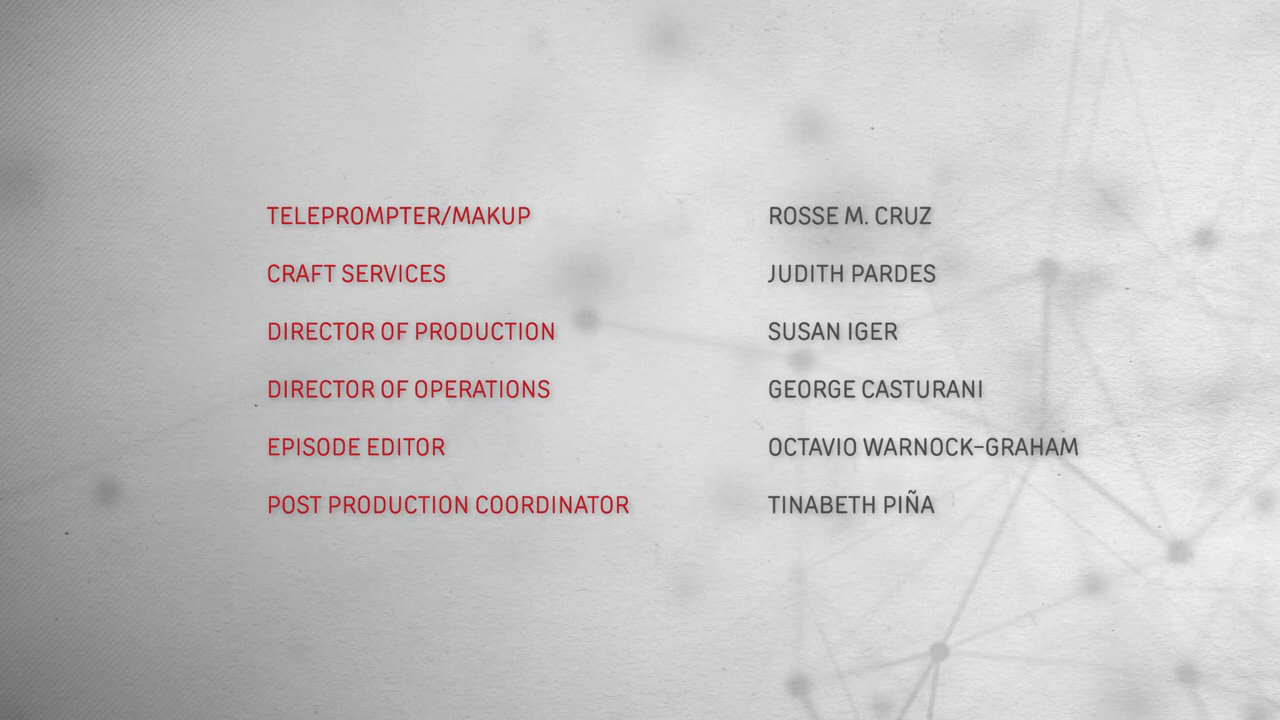 TELEPROMPTER/MAKUP ROSSE M. CRUZ
CRAFT SERVICES JUDITH PARDES
DIRECTOR OF PRODUCTION SUSAN IGER
DIRECTOR OF OPERATIONS GEORGE CASTURANI
EPISODE EDITOR OCTAVIO WARNOCK-GRAHAM
POST PRODUCTION COORDINATOR TINABETH PIÑA